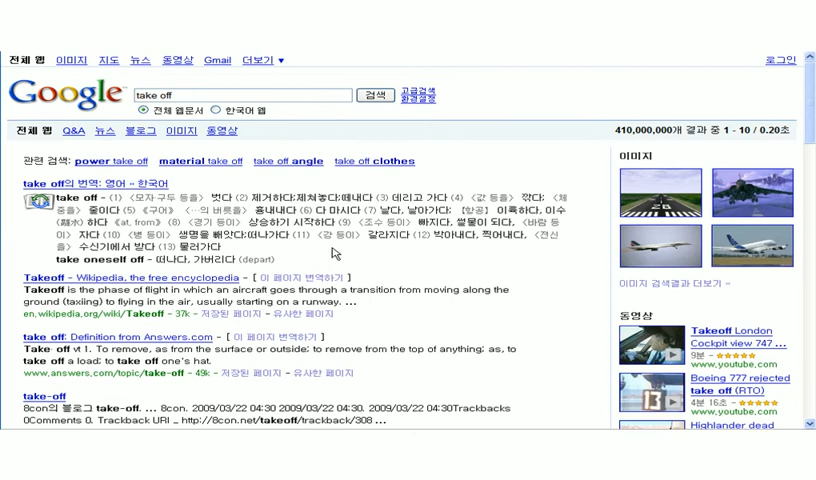 전체 웹 이미지 지도 뉴스 동영상 Gmail 더보기 ▼ 로그인
Google
take off 검색 고급검색
환경설정
전체 웹문서 한국어 웹
전체 웹 Q&A 뉴스 블로그 이미지 동영상 410,000,000개 결과 중 1 - 10 / 0.20초
관련 검색: power take off material take off take off angle take off clothes
take off의 번역: 영어 » 한국어
take off - (1) 〈모자·구두 등을〉 벗다 (2) 제거하다;제쳐놓다;떼내다 (3) 데리고 가다 (4) 〈값 등을〉 깎다; 〈체
중을〉 줄이다 (5) 《구어》 〈…의 버릇을〉 흉내내다 (6) 다 마시다 (7) 날다, 날아가다; 【항공】 이륙하다, 이수
(離水) 하다 《at, from》 (8) 〈경기 등이〉 상승하기 시작하다 (9) 〈조수 등이〉 빠지다, 썰물이 되다, 〈바람 등
이〉 자다 (10) 〈병 등이〉 생명을 빼앗다;떠나가다 (11) 〈강 등이〉 갈라지다 (12) 박아내다, 찍어내다, 〈전신
을〉 수신기에서 받다 (13) 물러가다
take oneself off - 떠나다, 가버리다 (depart)
Takeoff - Wikipedia, the free encyclopedia - [ 이 페이지 번역하기 ]
Takeoff is the phase of flight in which an aircraft goes through a transition from moving along the
ground (taxiing) to flying in the air, usually starting on a runway. ...
en.wikipedia.org/wiki/Takeoff - 37k - 저장된 페이지 - 유사한 페이지
take off: Definition from Answers.com - [ 이 페이지 번역하기 ]
Take· off vt 1. To remove, as from the surface or outside: to remove from the top of anything; as, to
take off a load; to take off one's hat.
www.answers.com/topic/take-off - 49k - 저장된 페이지 - 유사한 페이지
take-off
8con의 블로그 take-off. ... 8con. 2009/03/22 04:30 2009/03/22 04:30. 2009/03/22 04:30Trackbacks
0Comments 0. Trackback URI _ http://8con.net/takeoff/trackback/308 ...
이미지
이미지 검색결과 더보기 »
동영상
Takeoff London
Cockpit view 747 ...
9분 -
www.youtube.com
Boeing 777 rejected
take off (RTO)
4분 16초 -
www.youtube.com
Highlander dead
13